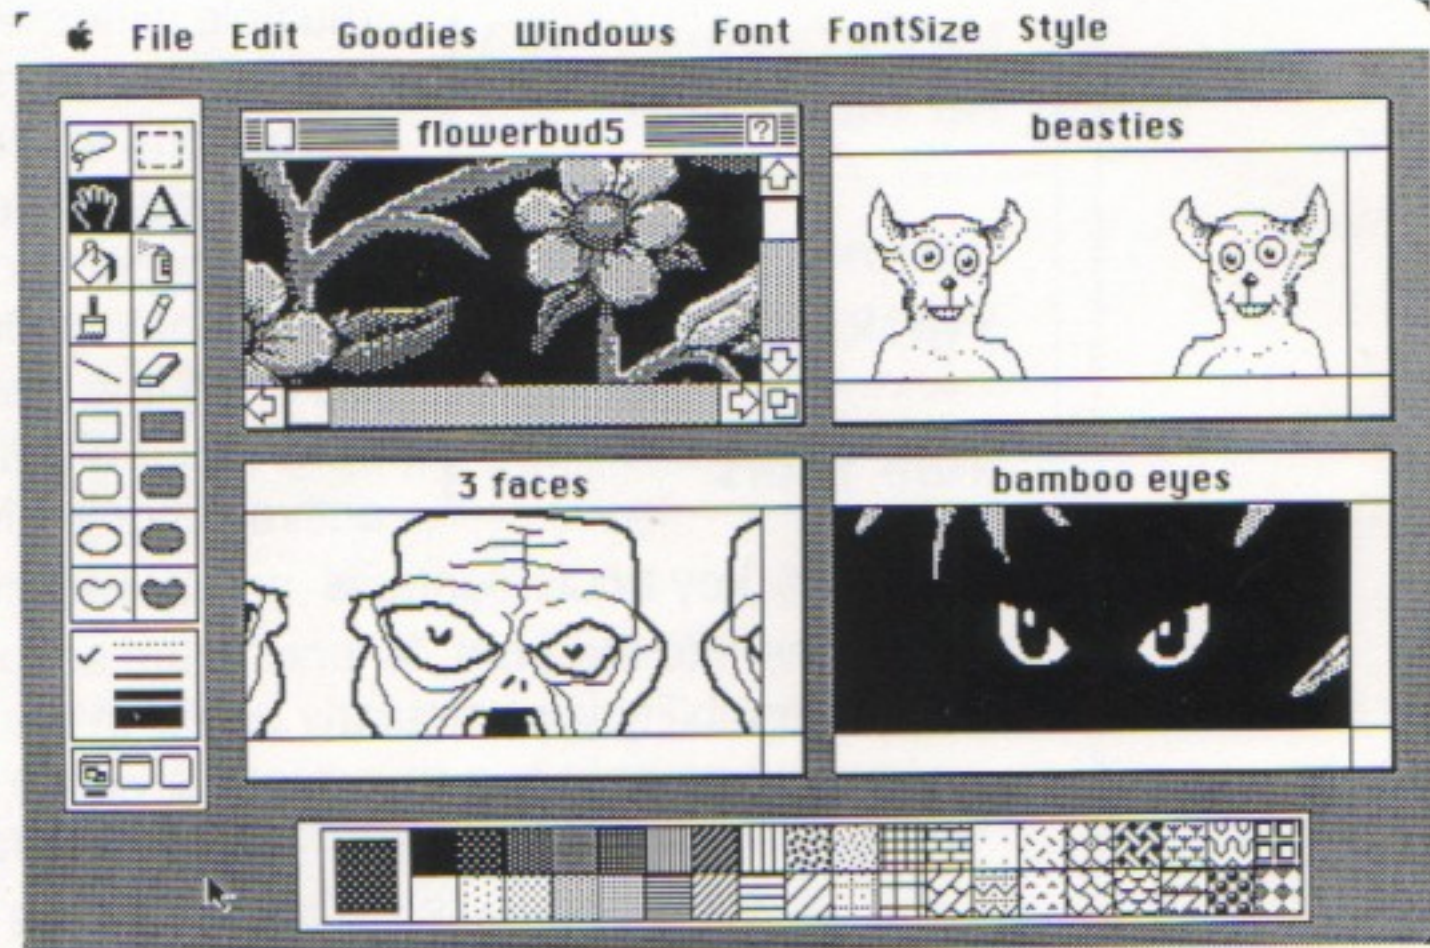 File Edit Goodies Windows Font FontSize Style
flowerbud5 ?
beasties
A
3 faces
bamboo eyes